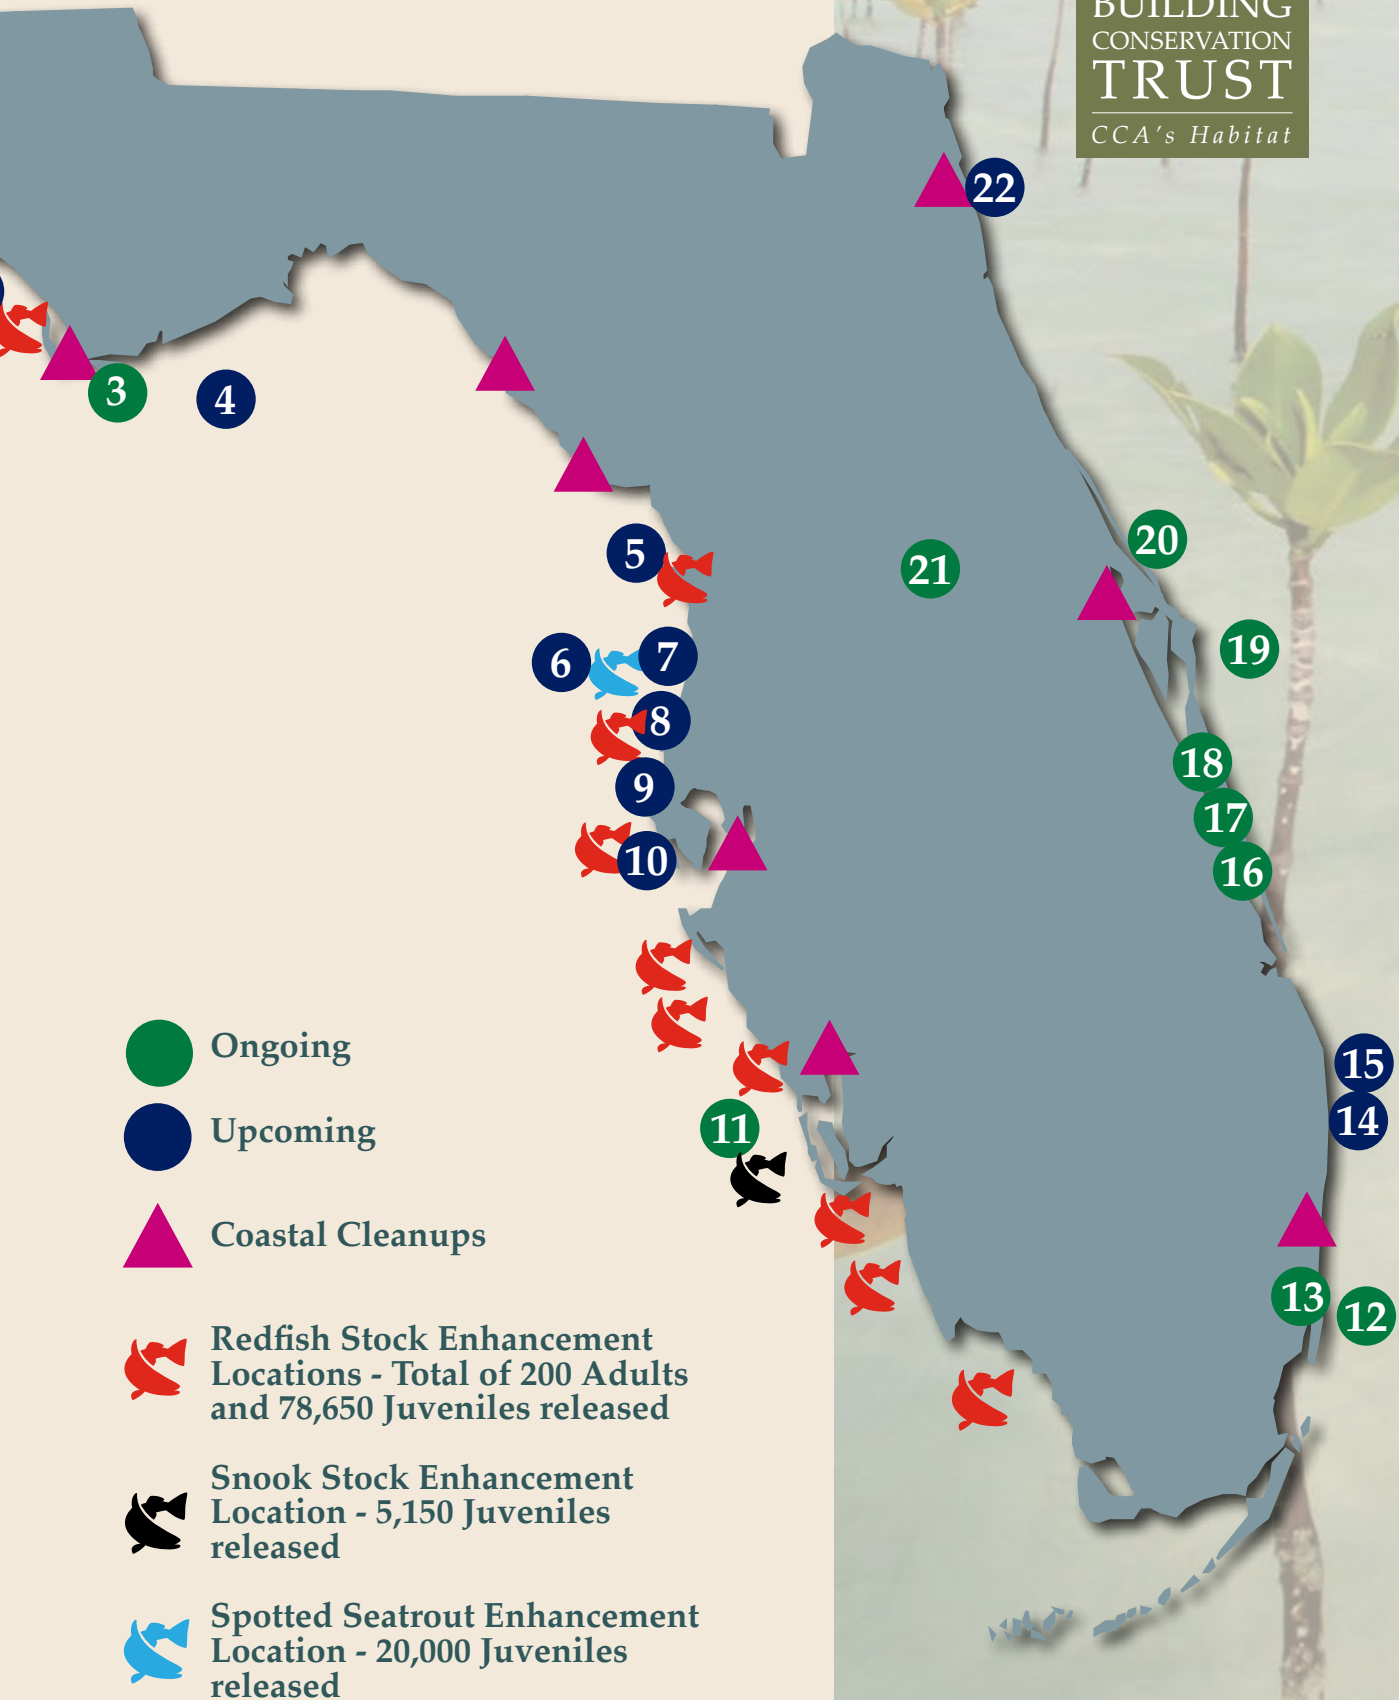 BUILDING
CONSERVATION
TRUST
CCA's Habitat
22
3
4
20
5
21
19
6
7
8
18
9
17
10
16
15
14
11
13
12
Ongoing
Upcoming
Coastal Cleanups
Redfish Stock Enhancement
Locations - Total of 200 Adults
and 78,650 Juveniles released
Snook Stock Enhancement
Location - 5,150 Juveniles
released
Spotted Seatrout Enhancement
Location - 20,000 Juveniles
released